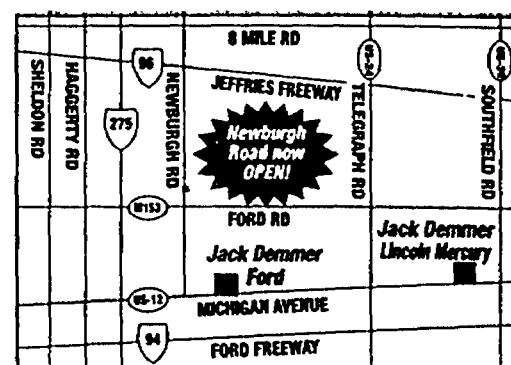 8 MILE RD
96
JEFFRIES FREEWAY
SHELDON RD
HAGGERTY RD
275
NEWBURGH RD
US-24
TELEGRAPH RD
SOUTHFIELD RD
Newburgh
Road now
OPEN!
M153
FORD RD
Jack Demmer
Ford
Jack Demmer
Lincoln Mercury
US-12
MICHIGAN AVENUE
94
FORD FREEWAY